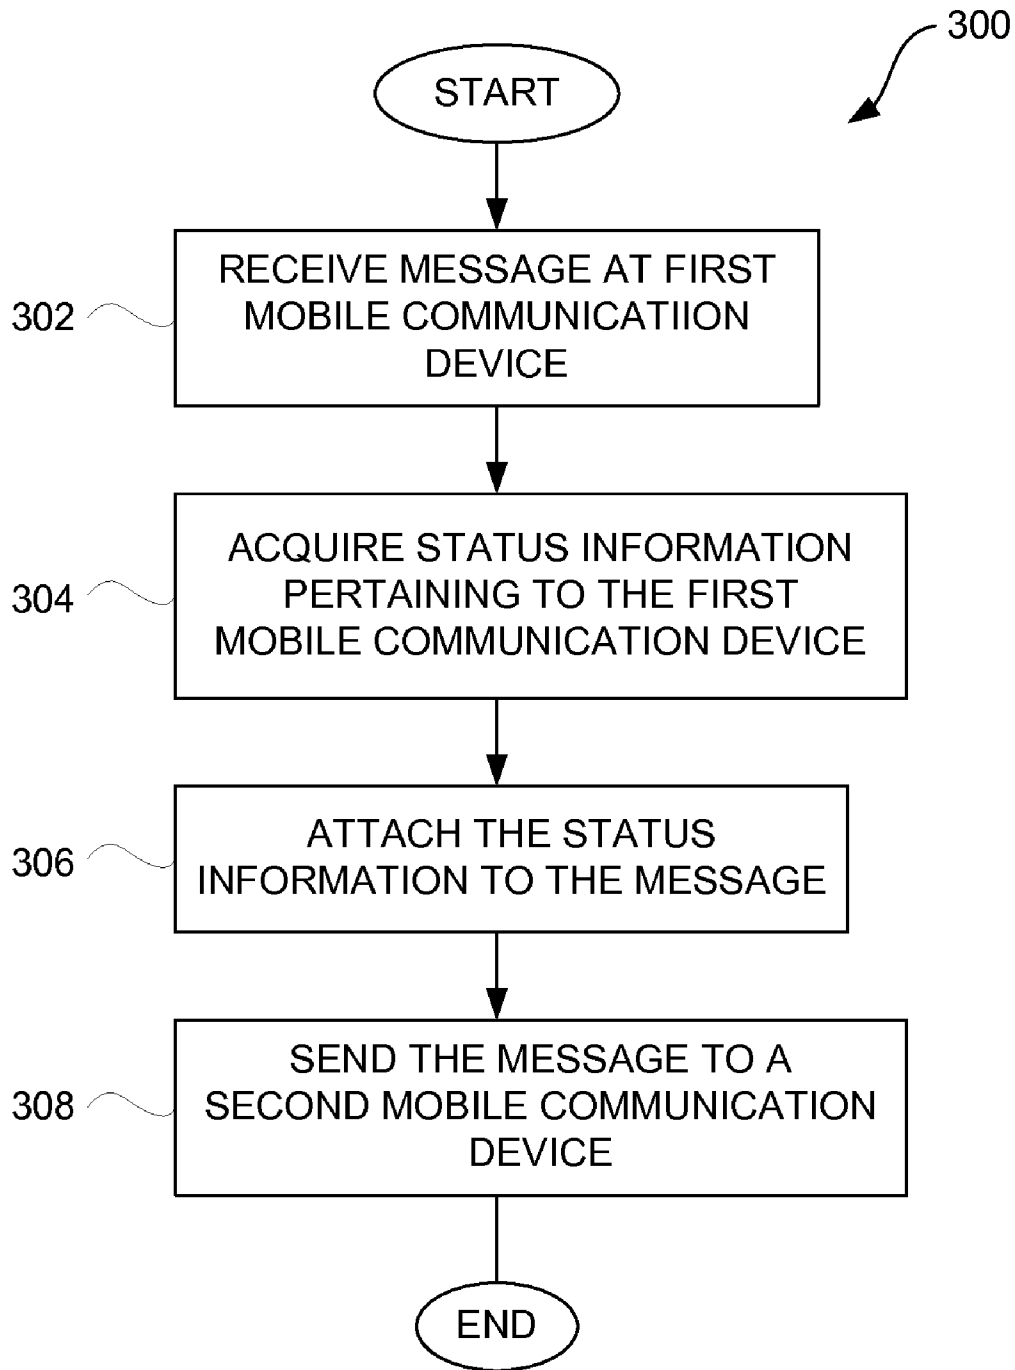 300
START
302
RECEIVE MESSAGE AT FIRST
MOBILE COMMUNICATIION
DEVICE
304
ACQUIRE STATUS INFORMATION
PERTAINING TO THE FIRST
MOBILE COMMUNICATION DEVICE
306
ATTACH THE STATUS
INFORMATION TO THE MESSAGE
308
SEND THE MESSAGE TO A
SECOND MOBILE COMMUNICATION
DEVICE
END